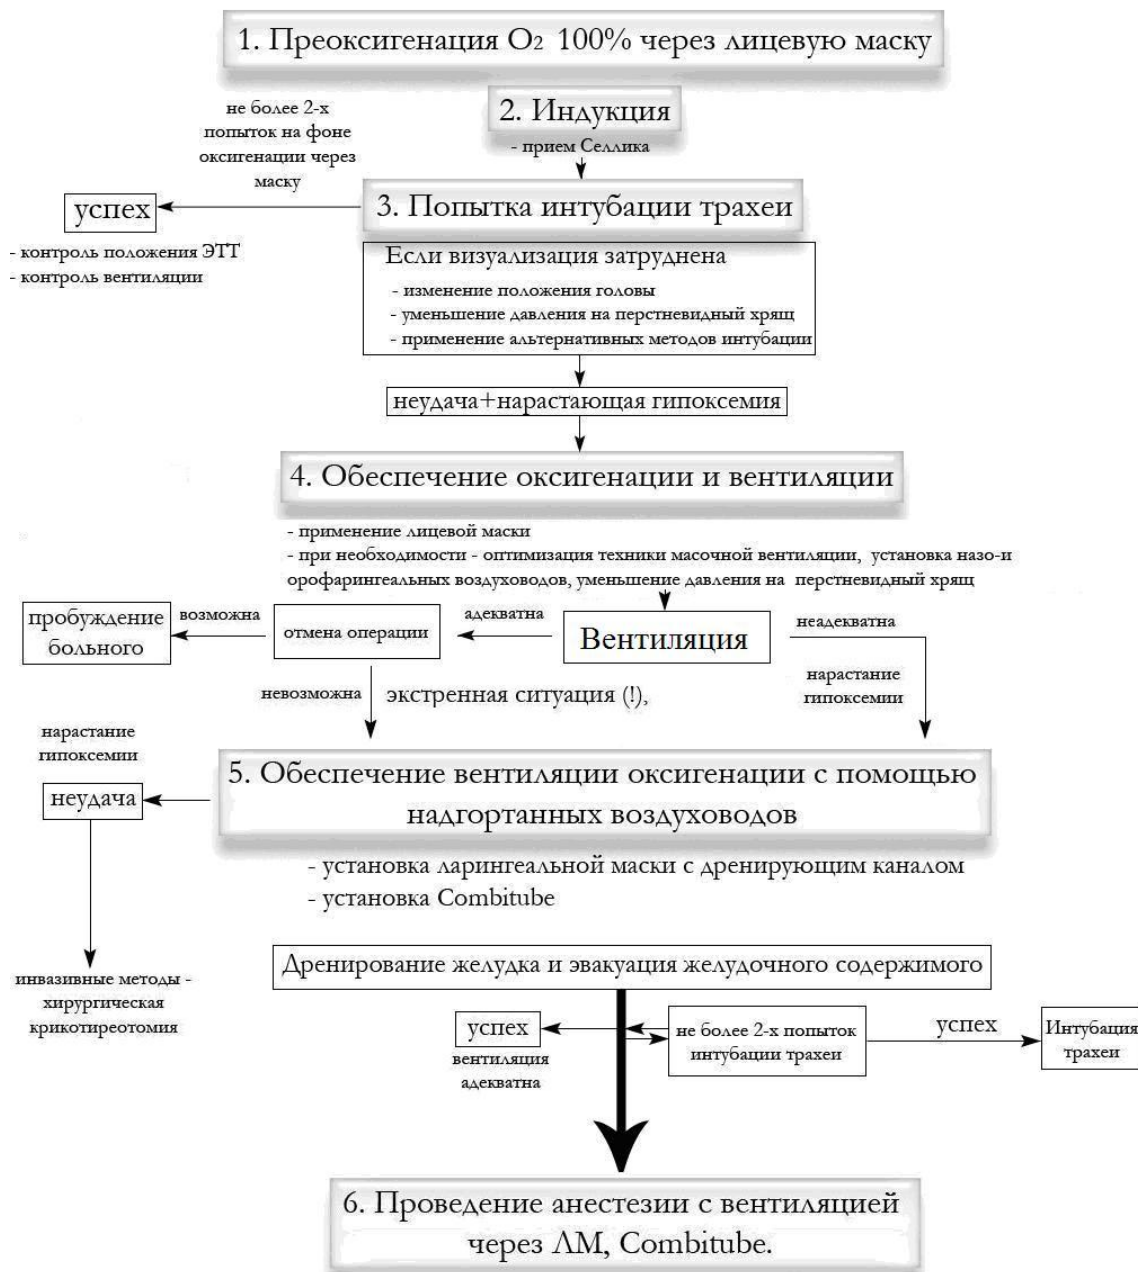 1. Преоксигенация O2 100% через лицевую маску
2. Индукция
- прием Селлика
не более 2-х
попыток на фоне
оксигенации через
маску
успех
- контроль положения ЭТТ
- контроль вентиляции
3. Попытка интубации трахеи
Если визуализация затруднена
- изменение положения головы
- уменьшение давления на перстневидный хрящ
- применение альтернативных методов интубации
неудача+нарастающая гипоксемия
4. Обеспечение оксигенации и вентиляции
- применение лицевой маски
- при необходимости - оптимизация техники масочной вентиляции, установка назо-и
орофарингеальных воздуховодов, уменьшение давления на перстневидный хрящ
пробуждение
больного
возможна
отмена операции
адекватна
Вентиляция
неадекватна
нарастание
гипоксемии
невозможна
экстренная ситуация (!),
нарастание
гипоксемии
неудача
5. Обеспечение вентиляции оксигенации с помощью
надгортанных воздуховодов
- установка ларингеальной маски с дренирующим каналом
- установка Combitube
инвазивные методы -
хирургическая
крикотиреотомия
Дренирование желудка и эвакуация желудочного содержимого
успех
вентиляция
адекватна
не более 2-х попыток
интубации трахеи
успех
Интубация
трахеи
6. Проведение анестезии с вентиляцией
через ЛМ, Combitube.